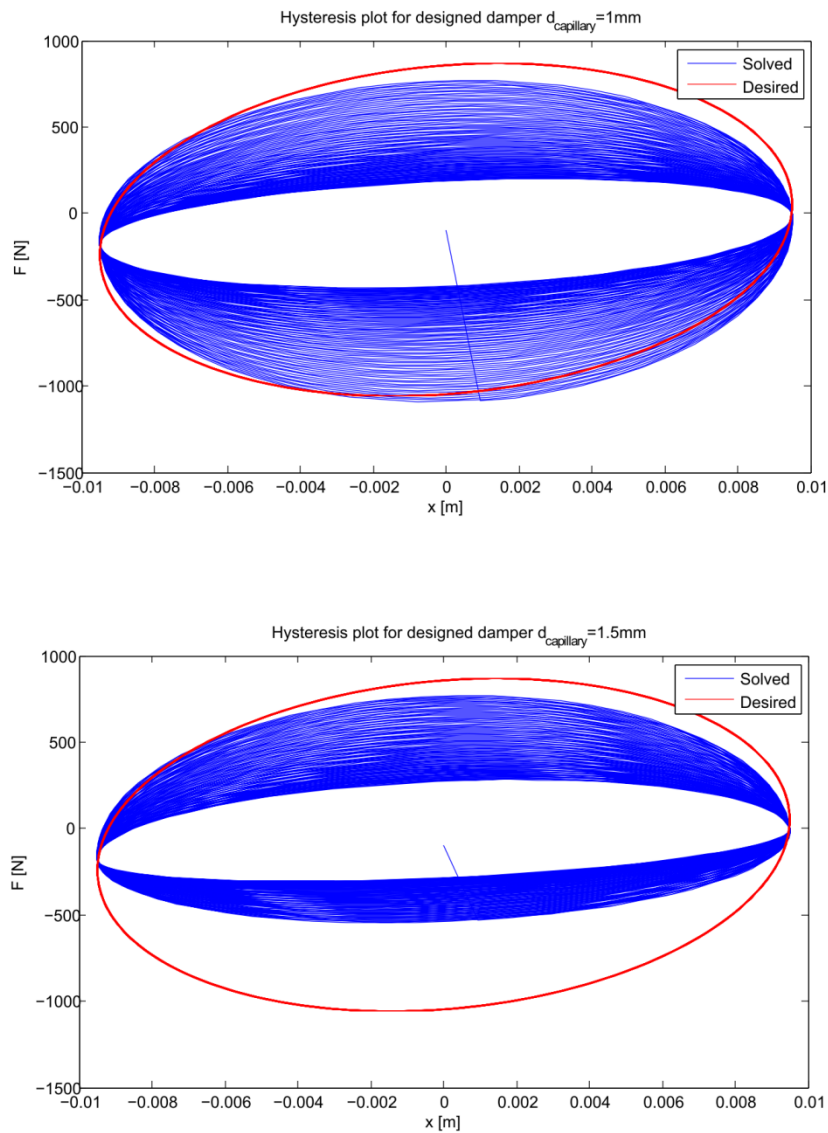 Hysteresis plot for designed damper d_capillary=1mm
1000
Solved
Desired
500
0
F [N]
−500
−1000
−1500
−0.01 −0.008 −0.006 −0.004 −0.002 0 0.002 0.004 0.006 0.008 0.01
x [m]
Hysteresis plot for designed damper d_capillary=1.5mm
1000
Solved
Desired
500
0
F [N]
−500
−1000
−1500
−0.01 −0.008 −0.006 −0.004 −0.002 0 0.002 0.004 0.006 0.008 0.01
x [m]